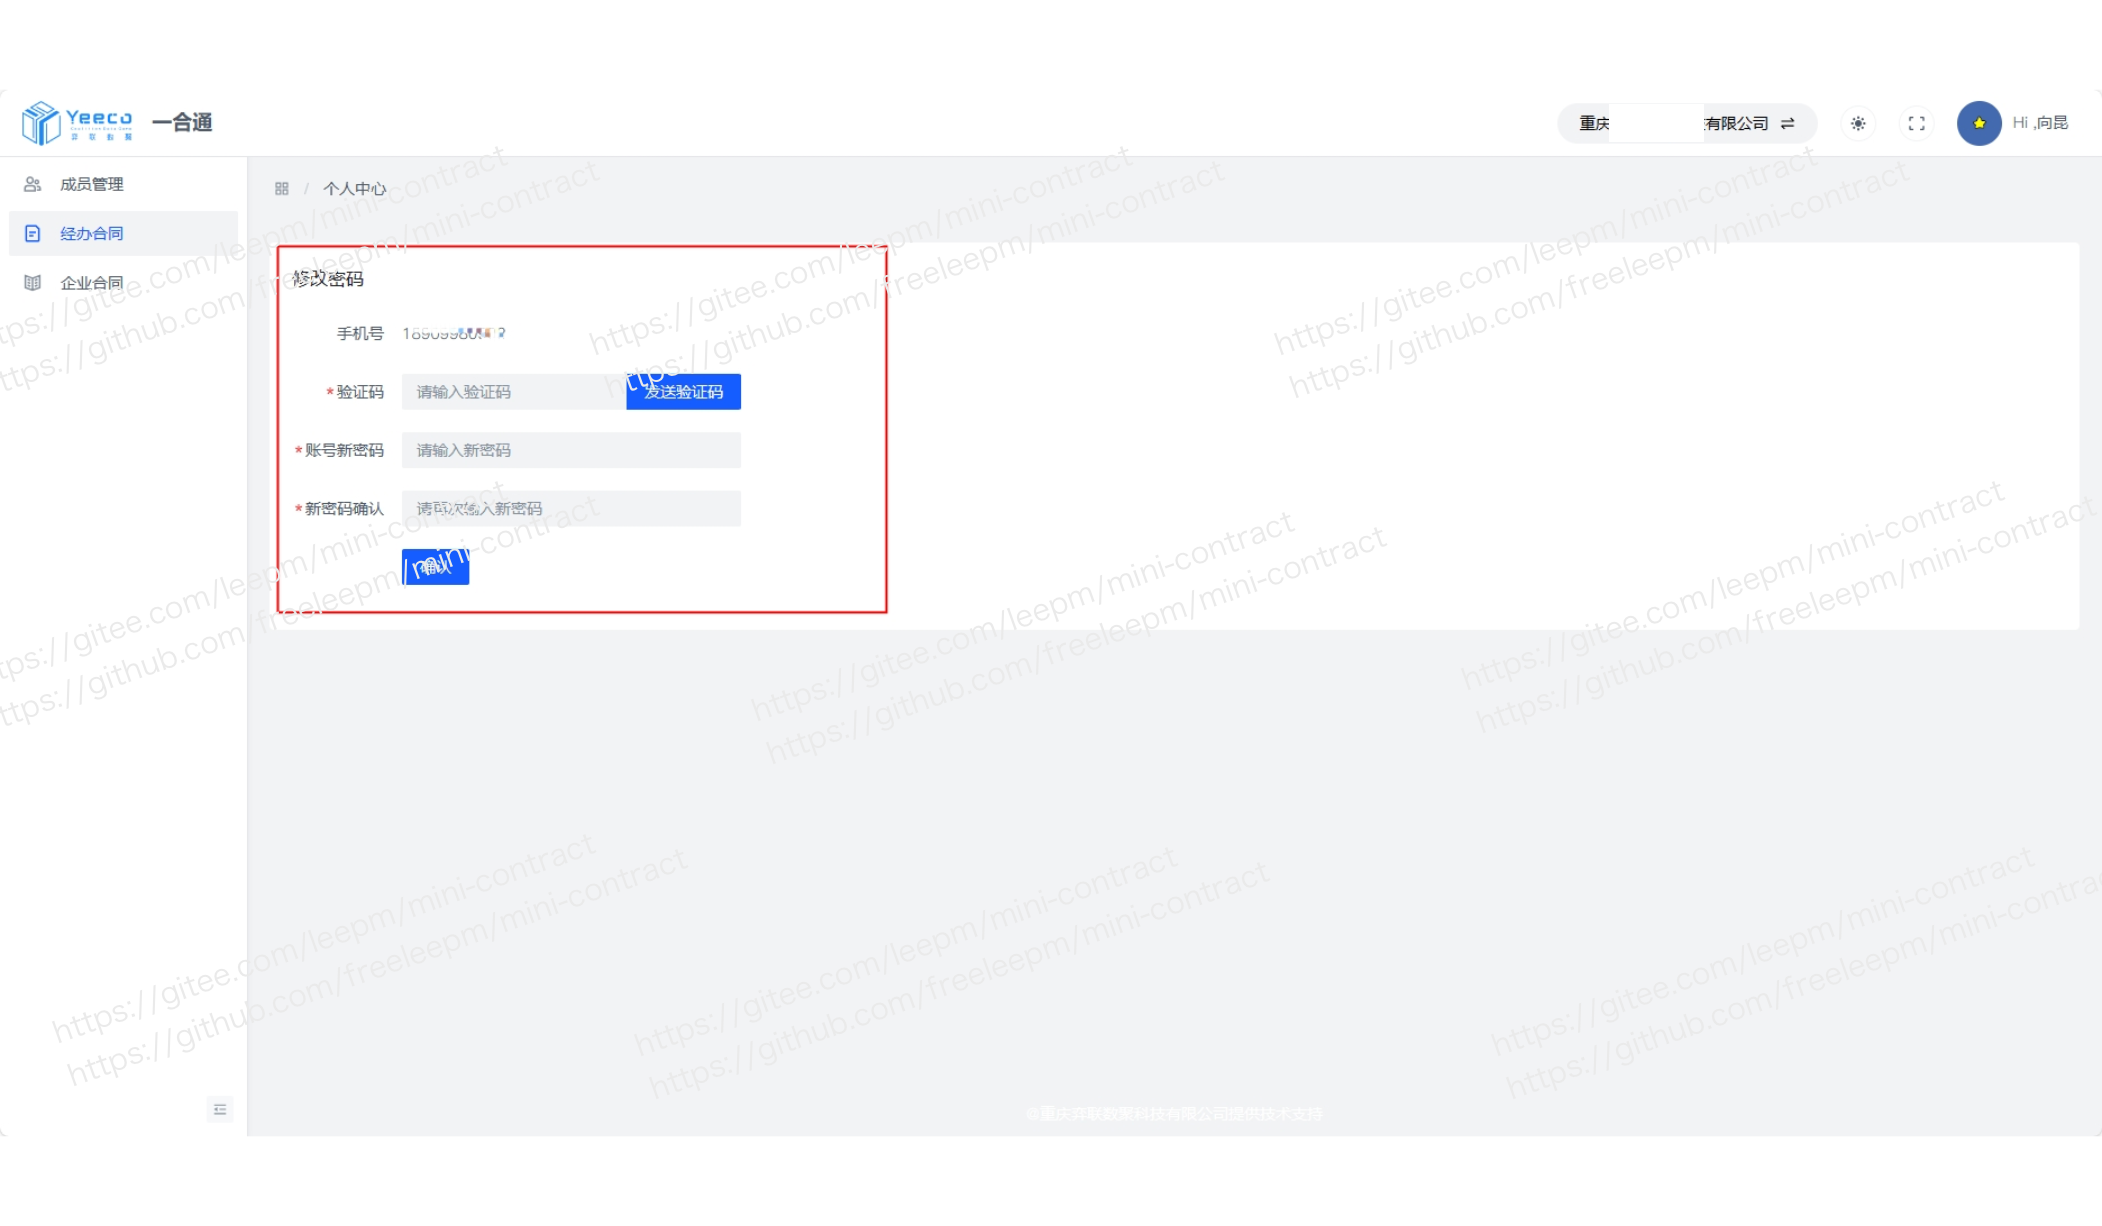 Yeeco
一合通
重庆 有限公司
Hi ,向昆
成员管理
经办合同
企业合同
/ 个人中心
修改密码
手机号
*验证码 请输入验证码 发送验证码
*账号新密码 请输入新密码
*新密码确认 请再次输入新密码
确认
https://gitee.com/leepm/mini-contract
https://github.com/freeleepm/mini-contract
©重庆弈联数聚科技有限公司提供技术支持